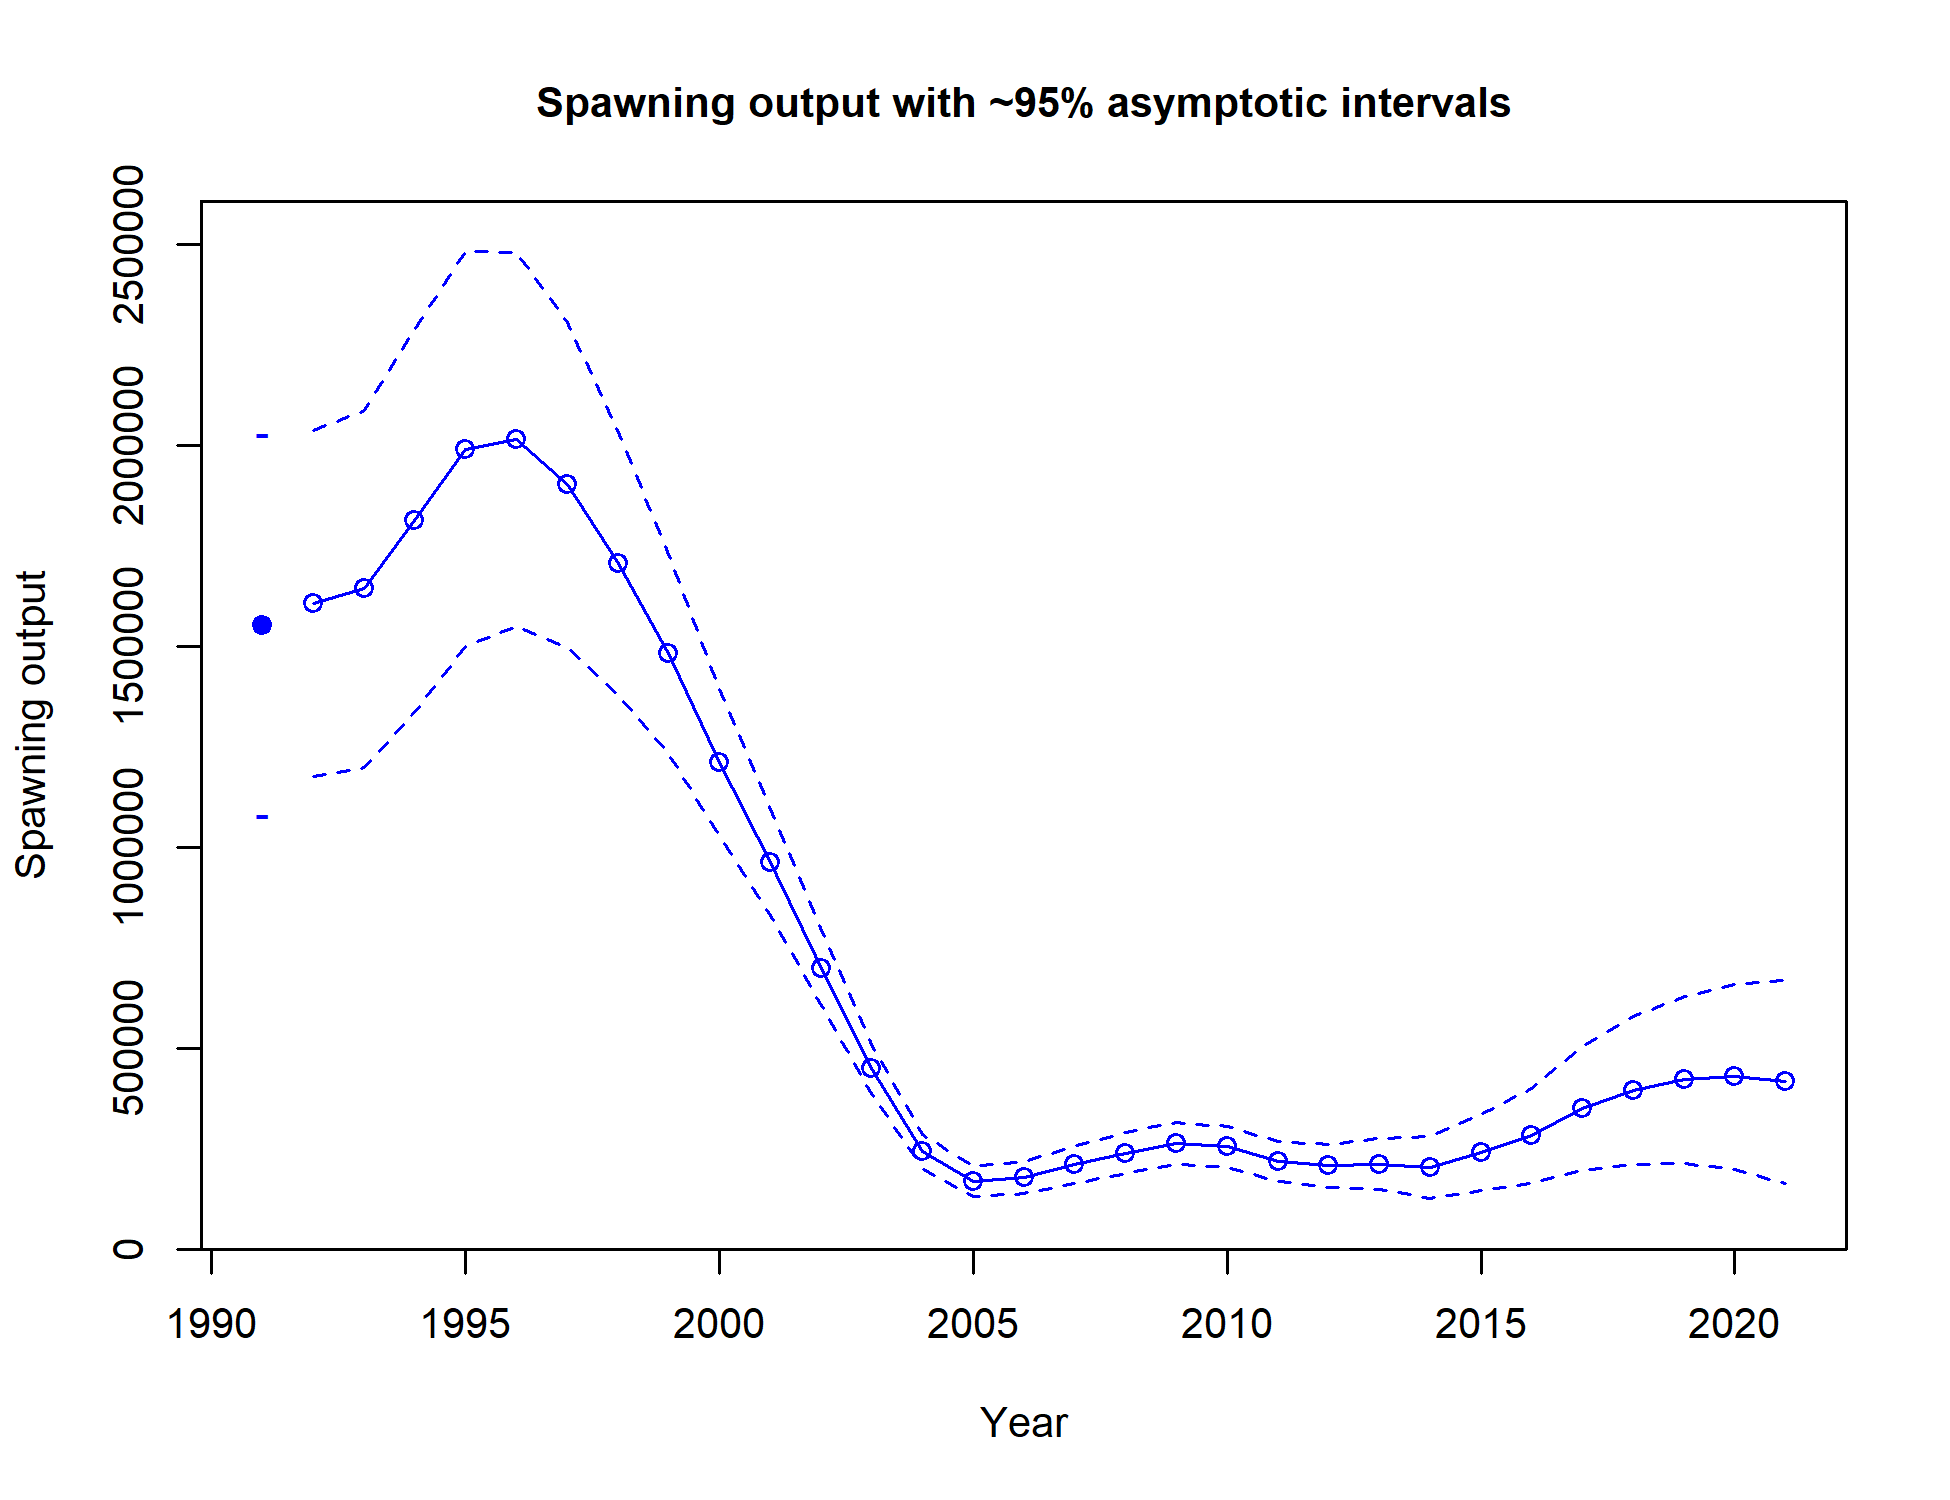 Spawning output with ~95% asymptotic intervals
Spawning output
2500000
2000000
1500000
1000000
500000
0
1990 1995 2000 2005 2010 2015 2020
Year